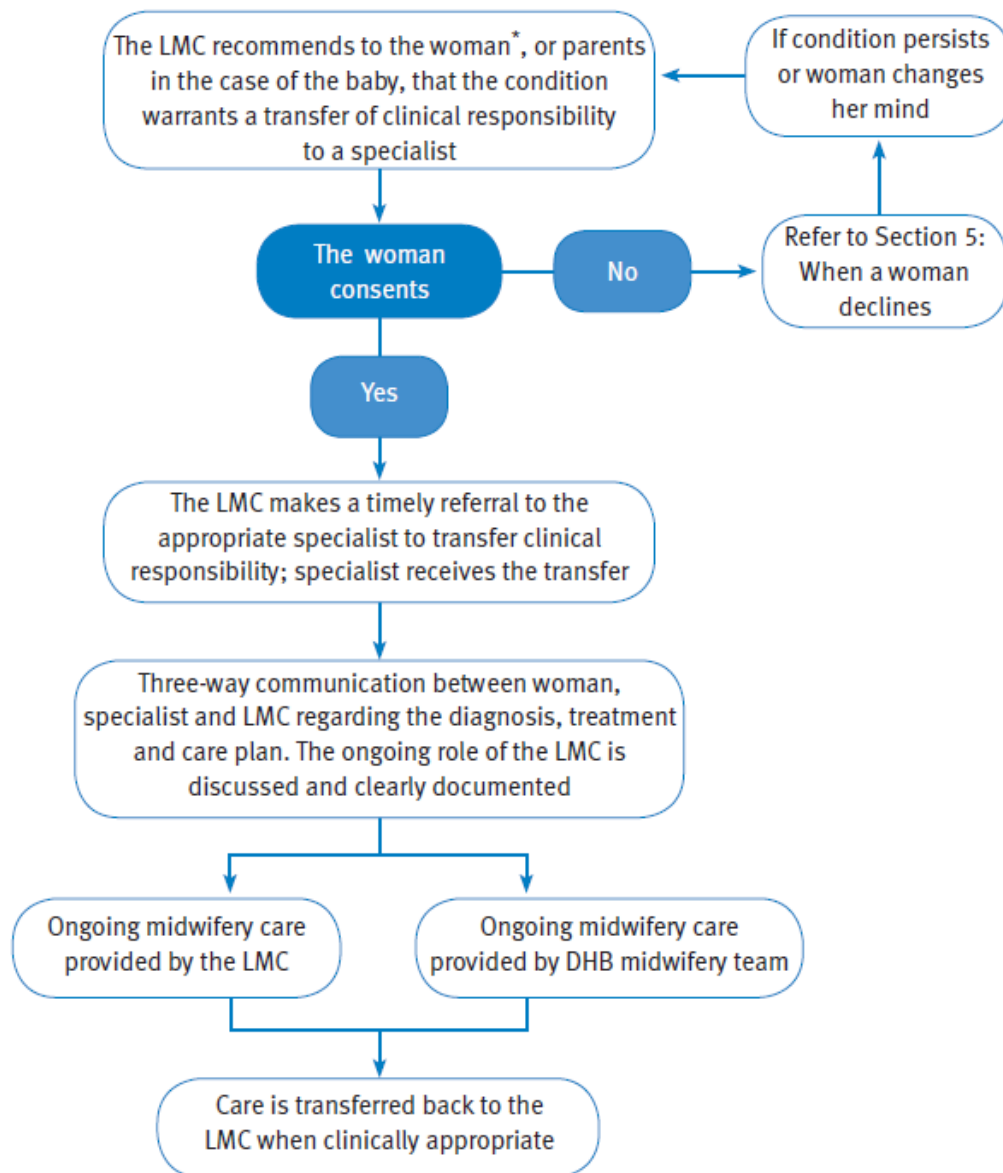 The LMC recommends to the woman*, or parents
in the case of the baby, that the condition
warrants a transfer of clinical responsibility
to a specialist
If condition persists
or woman changes
her mind
The woman
consents
No
Refer to Section 5:
When a woman
declines
Yes
The LMC makes a timely referral to the
appropriate specialist to transfer clinical
responsibility; specialist receives the transfer
Three-way communication between woman,
specialist and LMC regarding the diagnosis, treatment
and care plan. The ongoing role of the LMC is
discussed and clearly documented
Ongoing midwifery care
provided by the LMC
Ongoing midwifery care
provided by DHB midwifery team
Care is transferred back to the
LMC when clinically appropriate